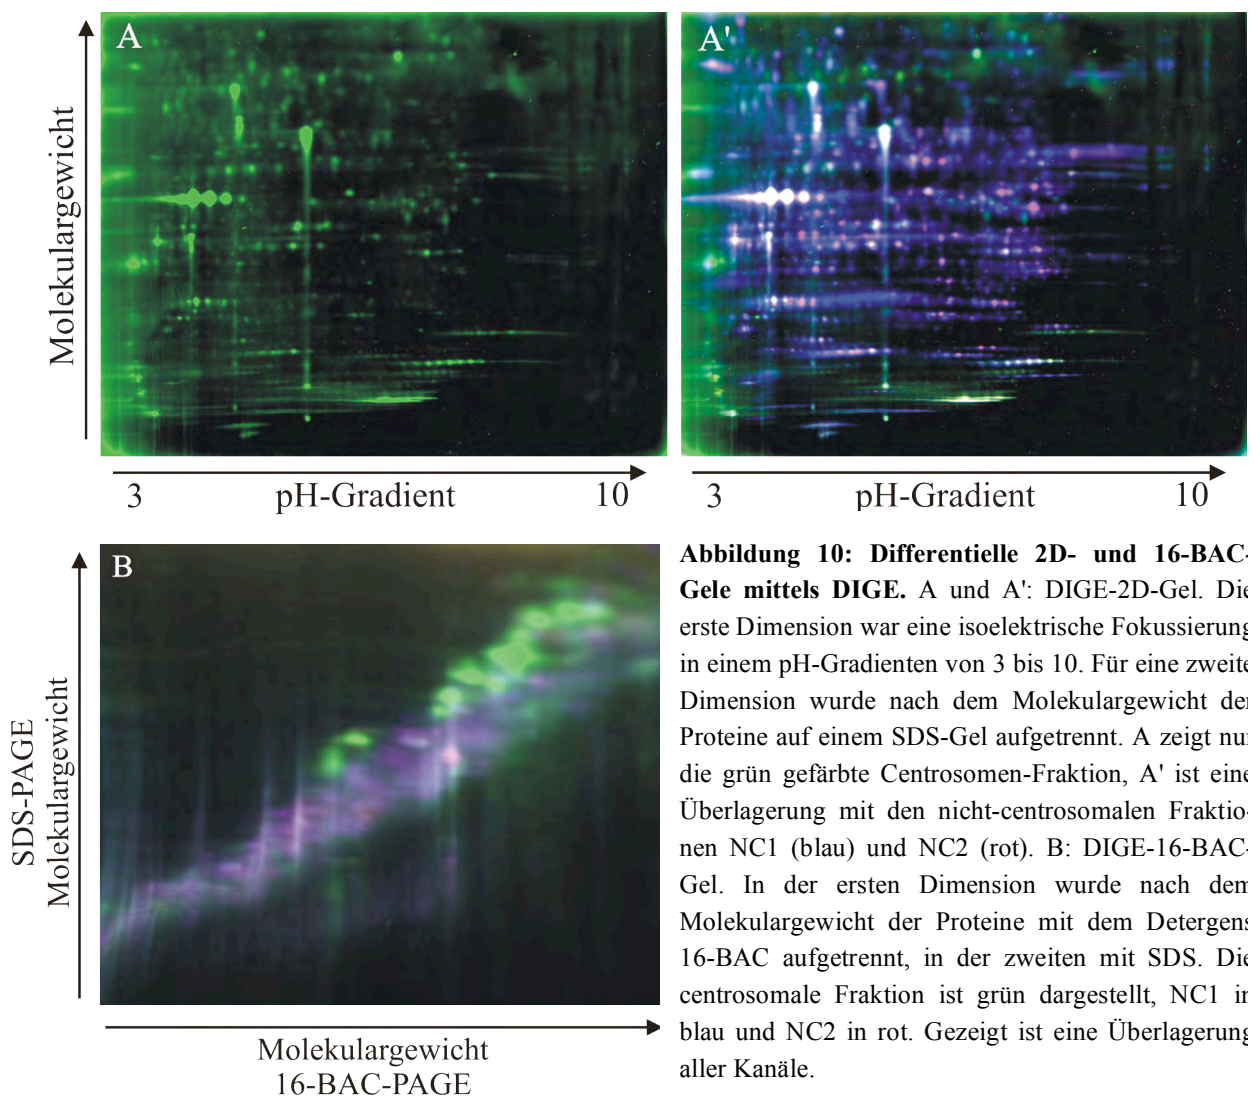 A
A'
Molekulargewicht
3 pH-Gradient 10
3 pH-Gradient 10
B
SDS-PAGE
Molekulargewicht
Molekulargewicht
16-BAC-PAGE
Abbildung 10: Differentielle 2D- und 16-BAC-
Gele mittels DIGE. A und A': DIGE-2D-Gel. Die
erste Dimension war eine isoelektrische Fokussierung
in einem pH-Gradienten von 3 bis 10. Für eine zweite
Dimension wurde nach dem Molekulargewicht der
Proteine auf einem SDS-Gel aufgetrennt. A zeigt nur
die grün gefärbte Centrosomen-Fraktion, A' ist eine
Überlagerung mit den nicht-centrosomalen Fraktio-
nen NC1 (blau) und NC2 (rot). B: DIGE-16-BAC-
Gel. In der ersten Dimension wurde nach dem
Molekulargewicht der Proteine mit dem Detergens
16-BAC aufgetrennt, in der zweiten mit SDS. Die
centrosomale Fraktion ist grün dargestellt, NC1 in
blau und NC2 in rot. Gezeigt ist eine Überlagerung
aller Kanäle.